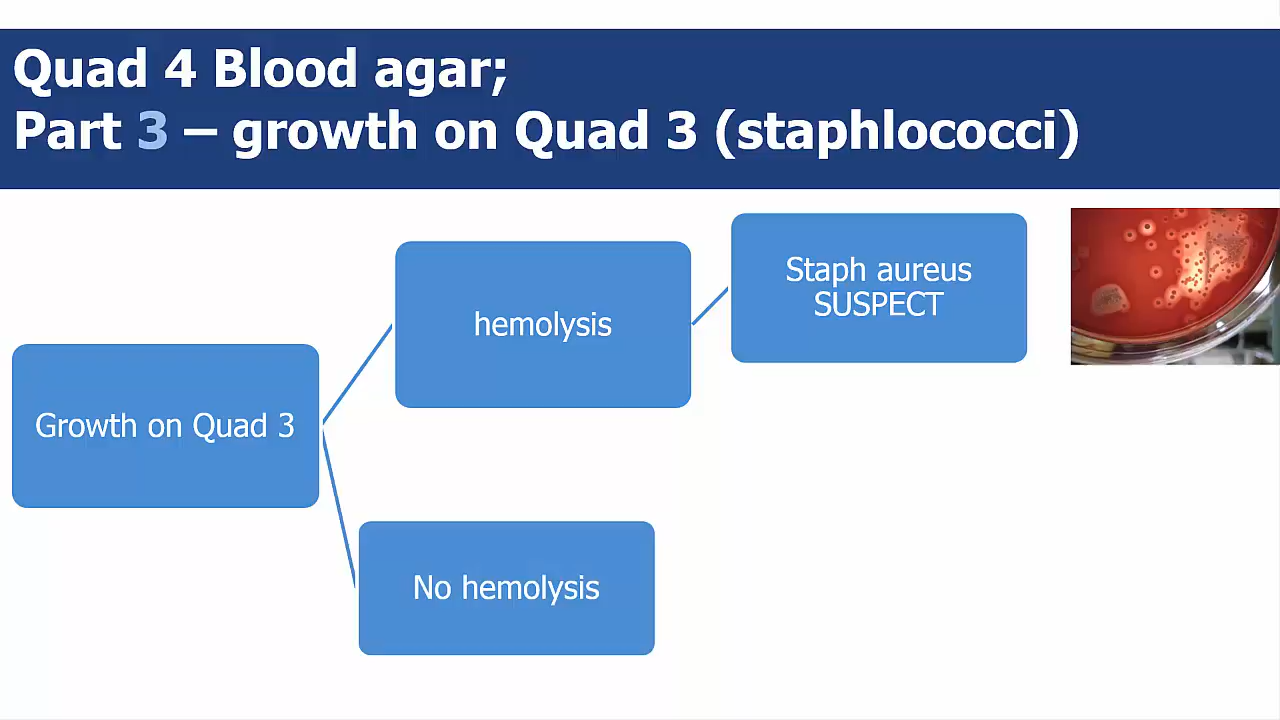 Quad 4 Blood agar;
Part 3 – growth on Quad 3 (staphlococci)
Growth on Quad 3
hemolysis
Staph aureus
SUSPECT
No hemolysis